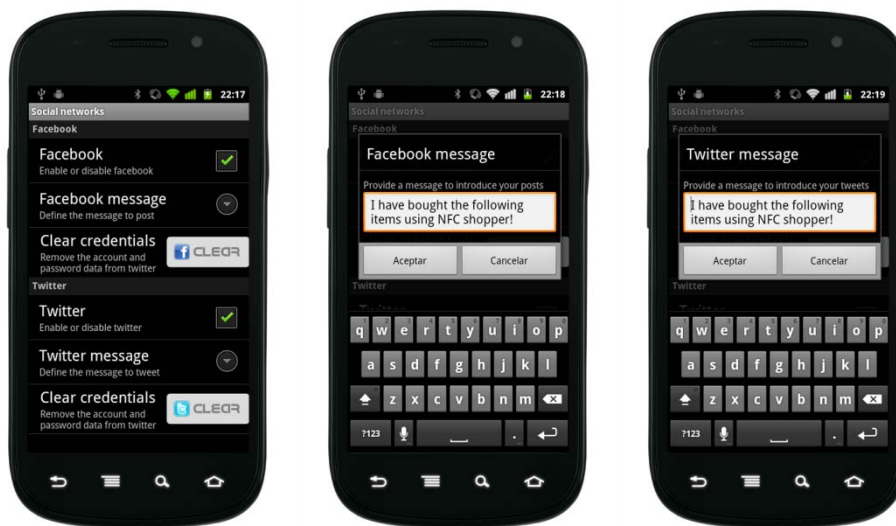 22:17
Social networks
Facebook
Facebook
Enable or disable facebook
Facebook message
Define the message to post
Clear credentials
Remove the account and
password data from twitter
f CLEAR
Twitter
Twitter
Enable or disable twitter
Twitter message
Define the message to tweet
Clear credentials
Remove the account and
password data from twitter
CLEAR
22:18
Social networks
Facebook
Facebook message
Provide a message to introduce your posts
I have bought the following
items using NFC shopper!
Aceptar
Cancelar
Twitter
Twitter
q w e r t y u i o p
a s d f g h j k l
z x c v b n m
?123 .
22:19
Social networks
Facebook
Twitter message
Provide a message to introduce your tweets
I have bought the following
items using NFC shopper!
Aceptar
Cancelar
Twitter
q w e r t y u i o p
a s d f g h j k l
z x c v b n m
?123 .